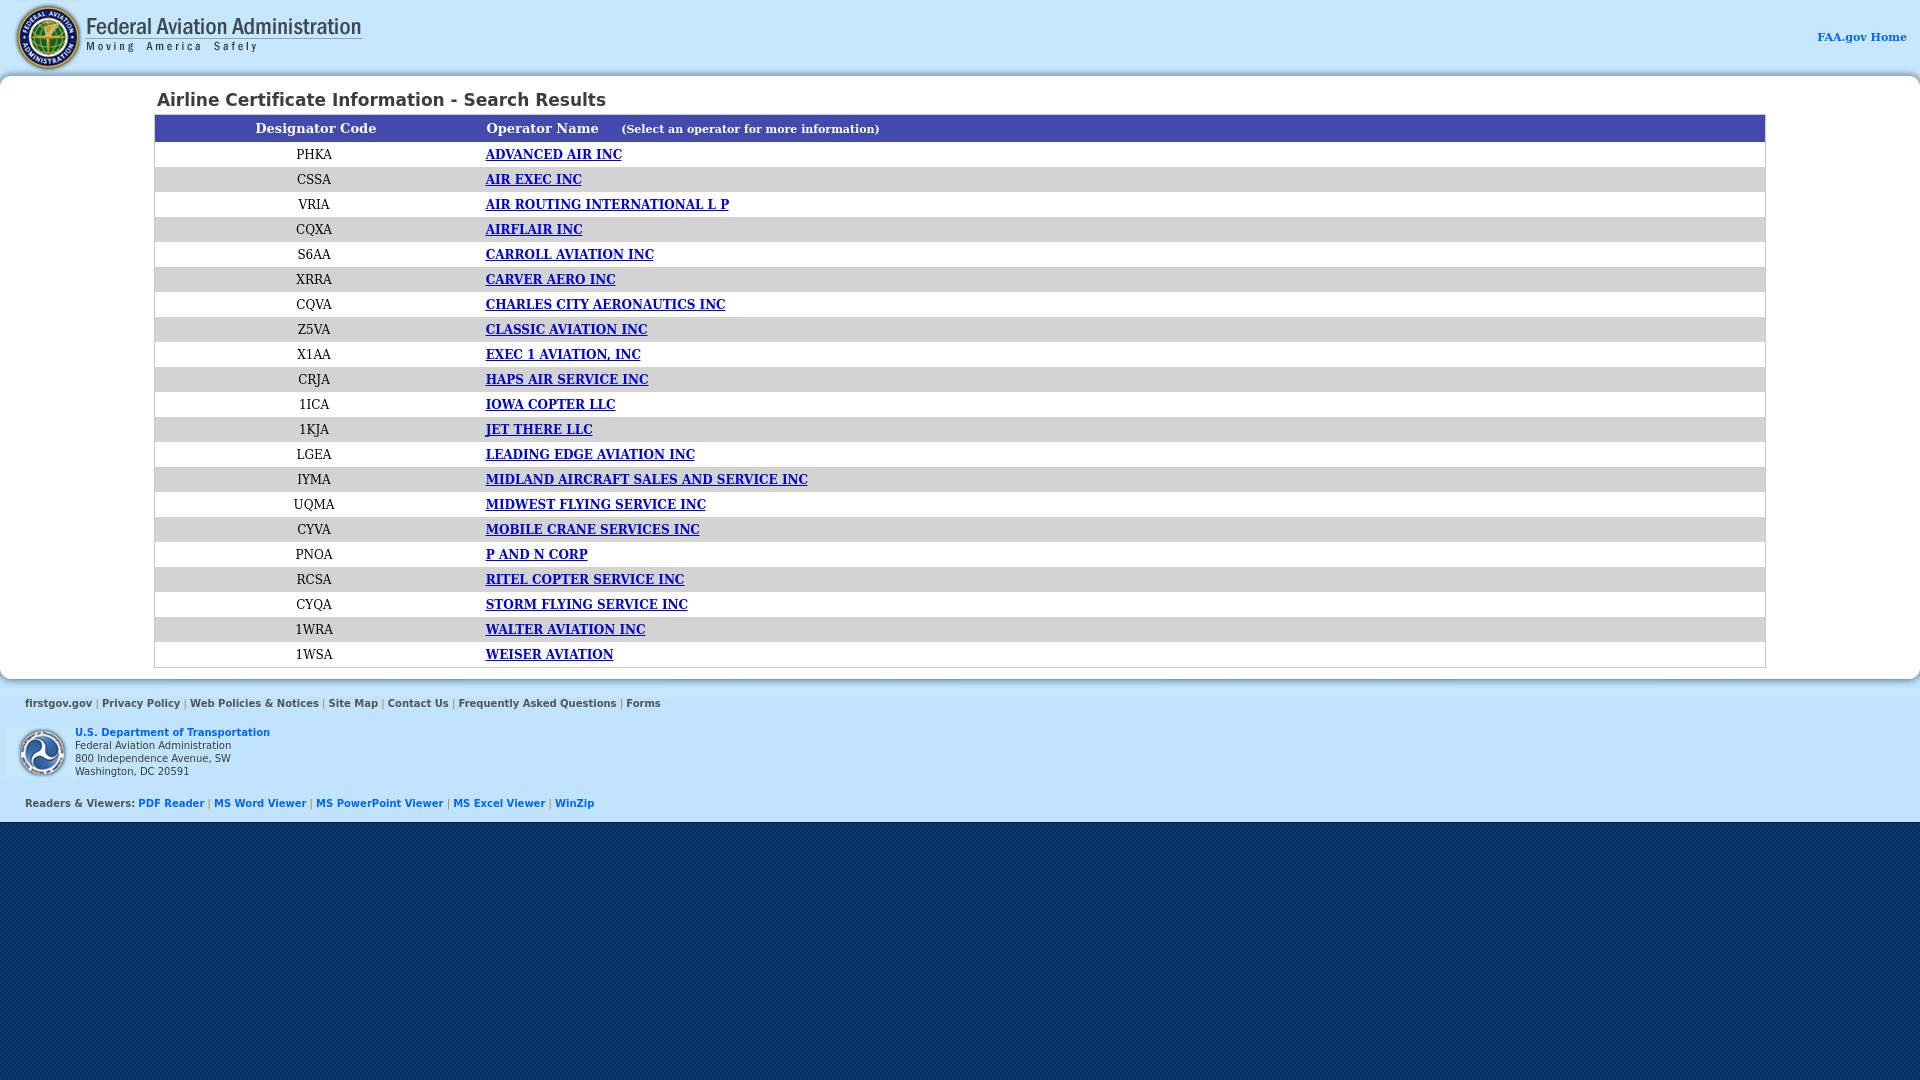 Federal Aviation Administration
Moving America Safely
FAA.gov Home
Airline Certificate Information - Search Results
Designator Code Operator Name (Select an operator for more information)
PHKA ADVANCED AIR INC
CSSA AIR EXEC INC
VRIA AIR ROUTING INTERNATIONAL L P
CQXA AIRFLAIR INC
S6AA CARROLL AVIATION INC
XRRA CARVER AERO INC
CQVA CHARLES CITY AERONAUTICS INC
Z5VA CLASSIC AVIATION INC
X1AA EXEC 1 AVIATION, INC
CRJA HAPS AIR SERVICE INC
1ICA IOWA COPTER LLC
1KJA JET THERE LLC
LGEA LEADING EDGE AVIATION INC
IYMA MIDLAND AIRCRAFT SALES AND SERVICE INC
UQMA MIDWEST FLYING SERVICE INC
CYVA MOBILE CRANE SERVICES INC
PNOA P AND N CORP
RCSA RITEL COPTER SERVICE INC
CYQA STORM FLYING SERVICE INC
1WRA WALTER AVIATION INC
1WSA WEISER AVIATION
firstgov.gov | Privacy Policy | Web Policies & Notices | Site Map | Contact Us | Frequently Asked Questions | Forms
U.S. Department of Transportation
Federal Aviation Administration
800 Independence Avenue, SW
Washington, DC 20591
Readers & Viewers: PDF Reader | MS Word Viewer | MS PowerPoint Viewer | MS Excel Viewer | WinZip